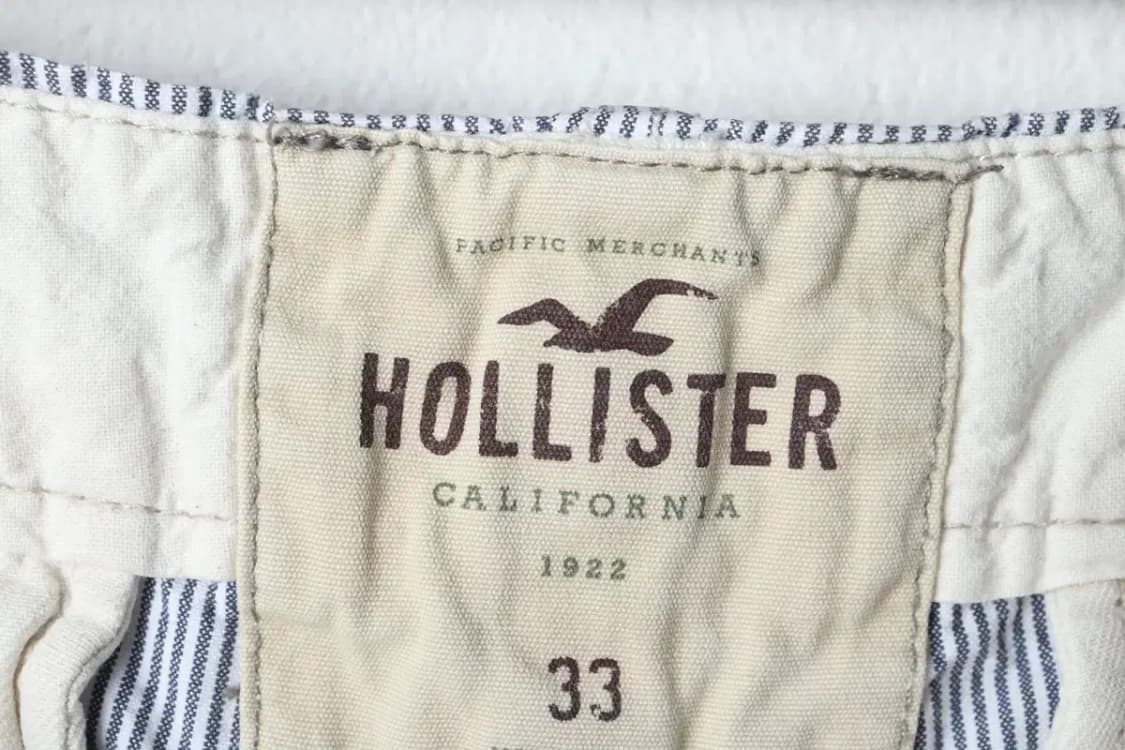 PACIFIC MERCHANTS
HOLLISTER
CALIFORNIA
1922
33